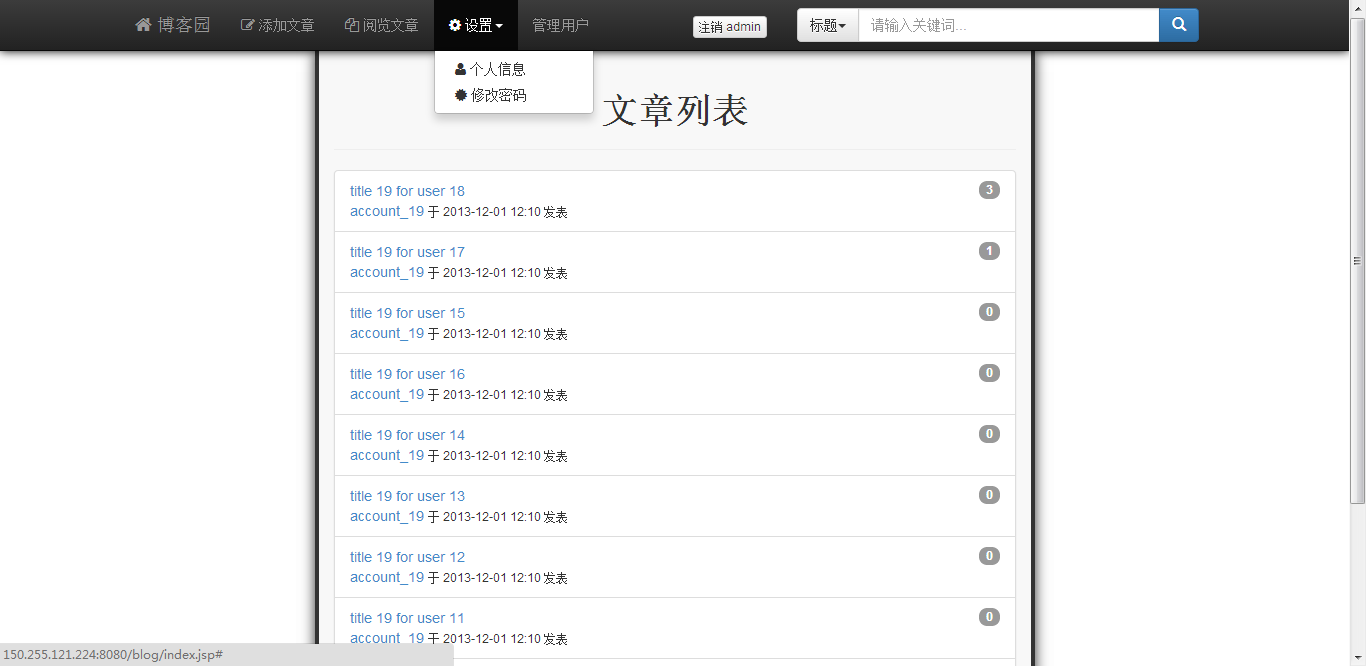 博客园 添加文章 阅览文章 设置 管理用户 注销 admin 标题 请输入关键词...
个人信息
修改密码
文章列表
title 19 for user 18 3
account_19 于 2013-12-01 12:10 发表
title 19 for user 17 1
account_19 于 2013-12-01 12:10 发表
title 19 for user 15 0
account_19 于 2013-12-01 12:10 发表
title 19 for user 16 0
account_19 于 2013-12-01 12:10 发表
title 19 for user 14 0
account_19 于 2013-12-01 12:10 发表
title 19 for user 13 0
account_19 于 2013-12-01 12:10 发表
title 19 for user 12 0
account_19 于 2013-12-01 12:10 发表
title 19 for user 11 0
account_19 于 2013-12-01 12:10 发表
150.255.121.224:8080/blog/index.jsp#